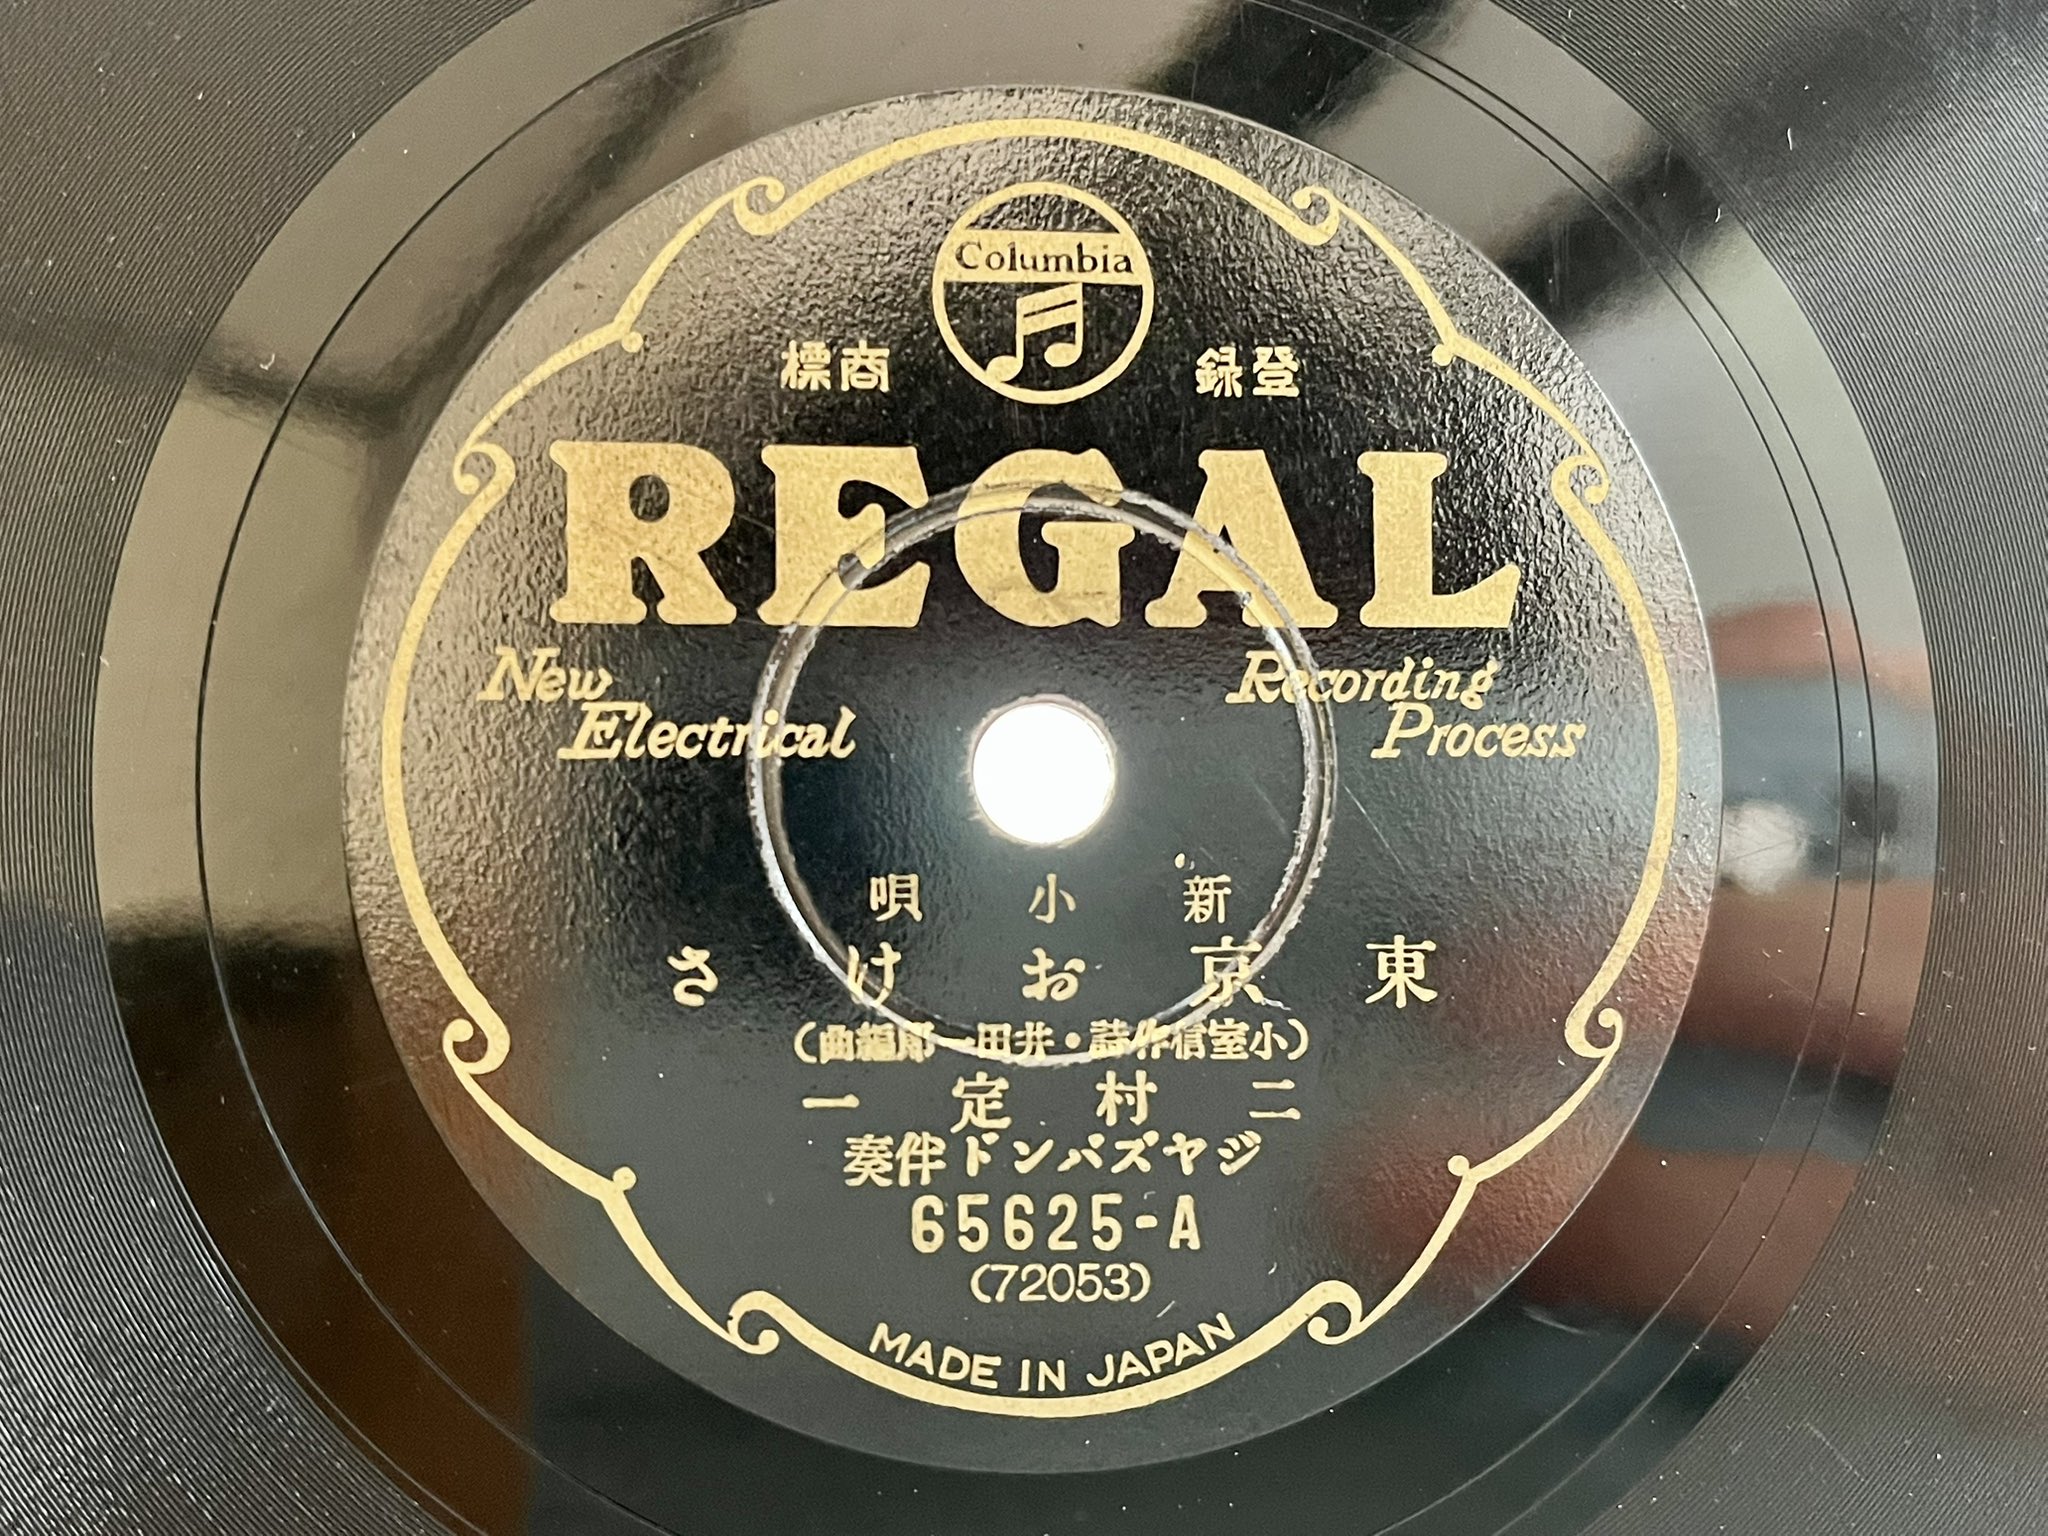 Columbia
登録 商標
REGAL
New Electrical
Recording Process
新小唄
東京おけさ
(小室信作詩・井田一郎編曲)
二村定一
ジヤズバンド伴奏
65625-A
(72053)
MADE IN JAPAN